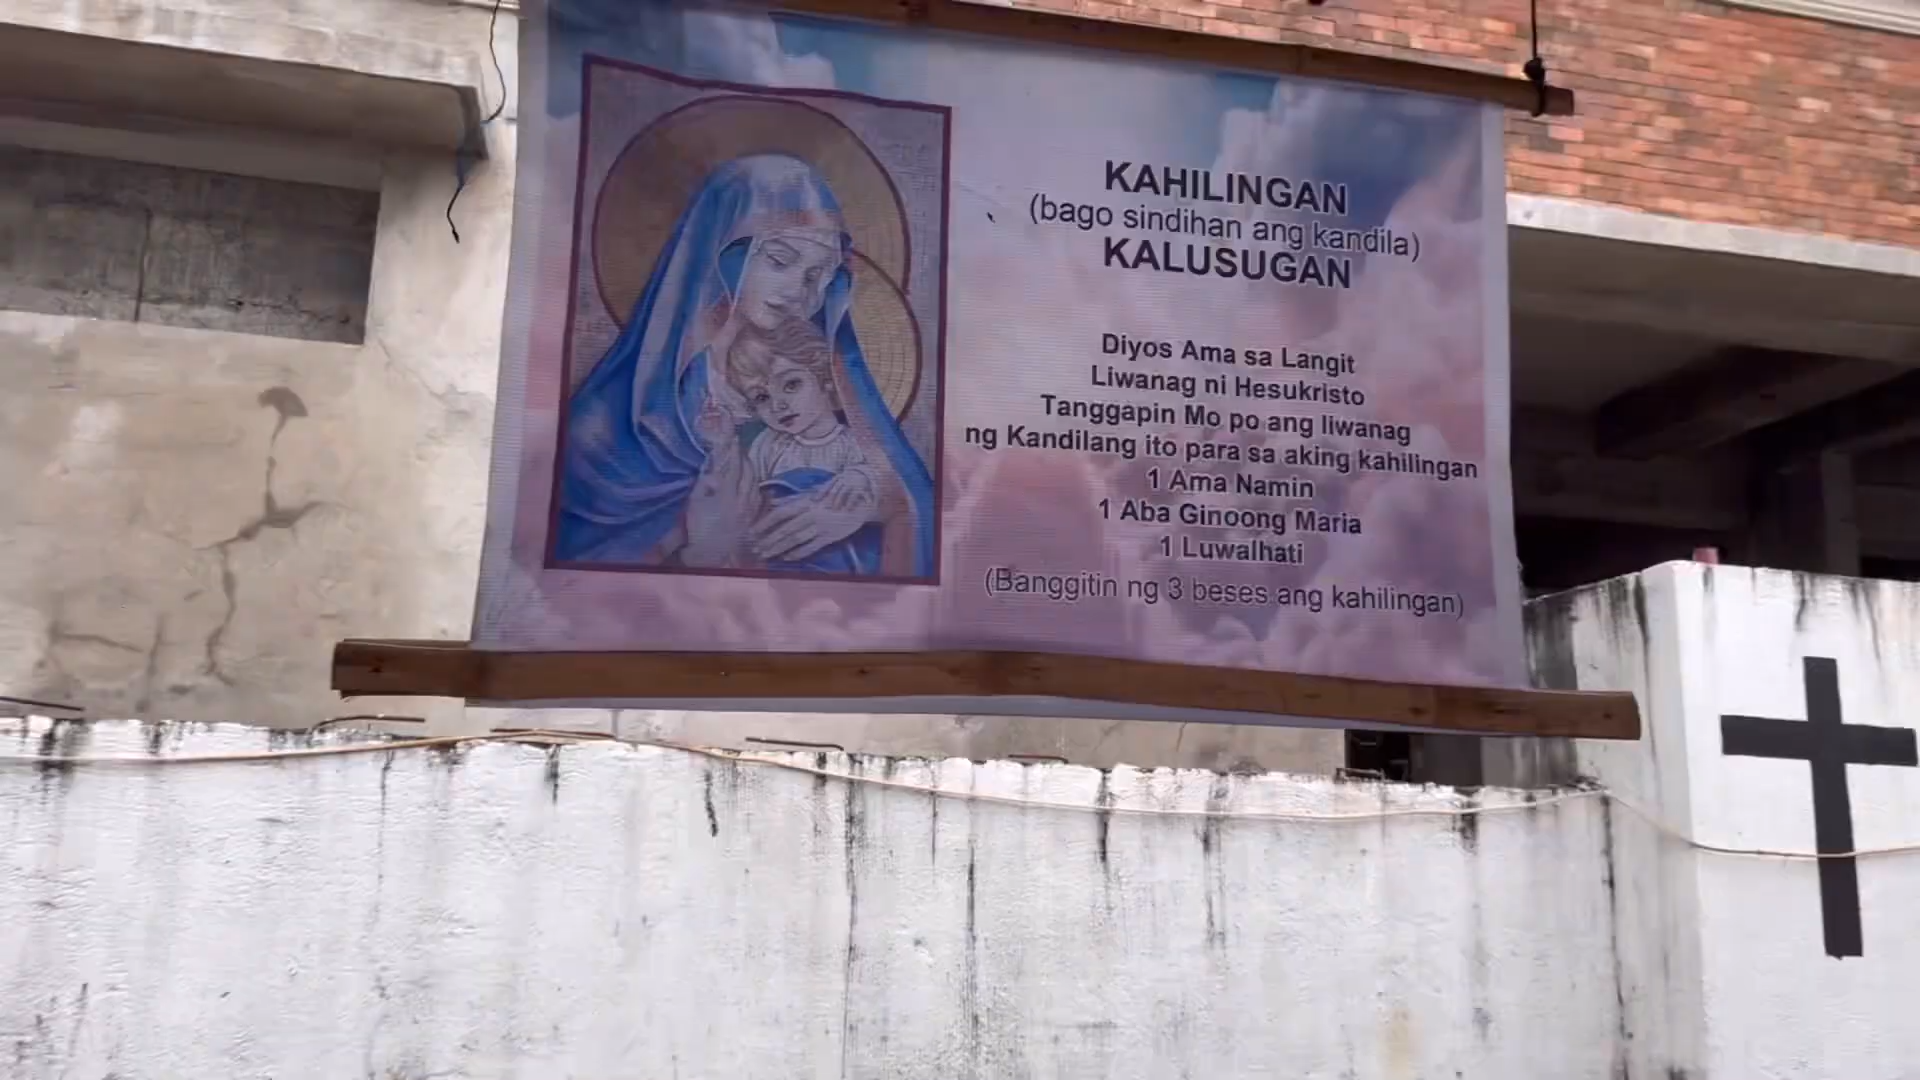 KAHILINGAN
(bago sindihan ang kandila)
KALUSUGAN
Diyos Ama sa Langit
Liwanag ni Hesukristo
Tanggapin Mo po ang liwanag
ng Kandilang ito para sa aking kahilingan
1 Ama Namin
1 Aba Ginoong Maria
1 Luwalhati
(Banggitin ng 3 beses ang kahilingan)